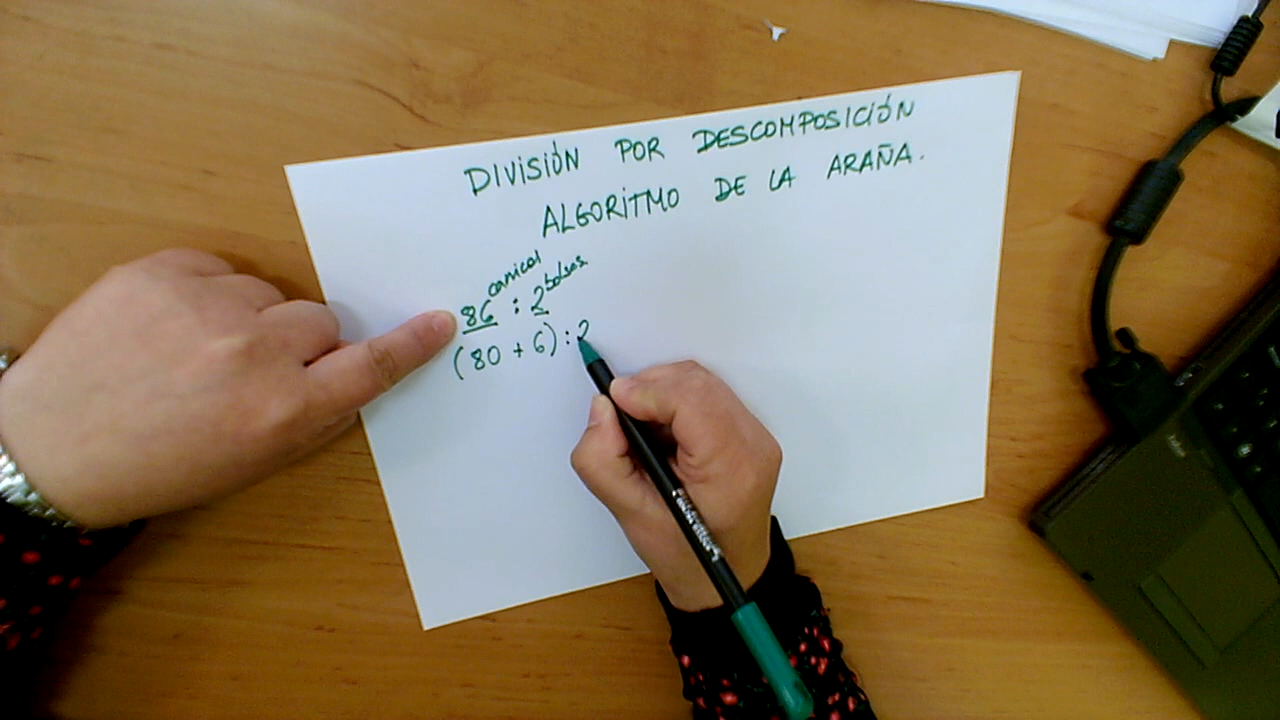 DIVISIÓN POR DESCOMPOSICIÓN
ALGORITMO DE LA ARAÑA.
86 canicas : 2 bolsas
(80 + 6) : 2